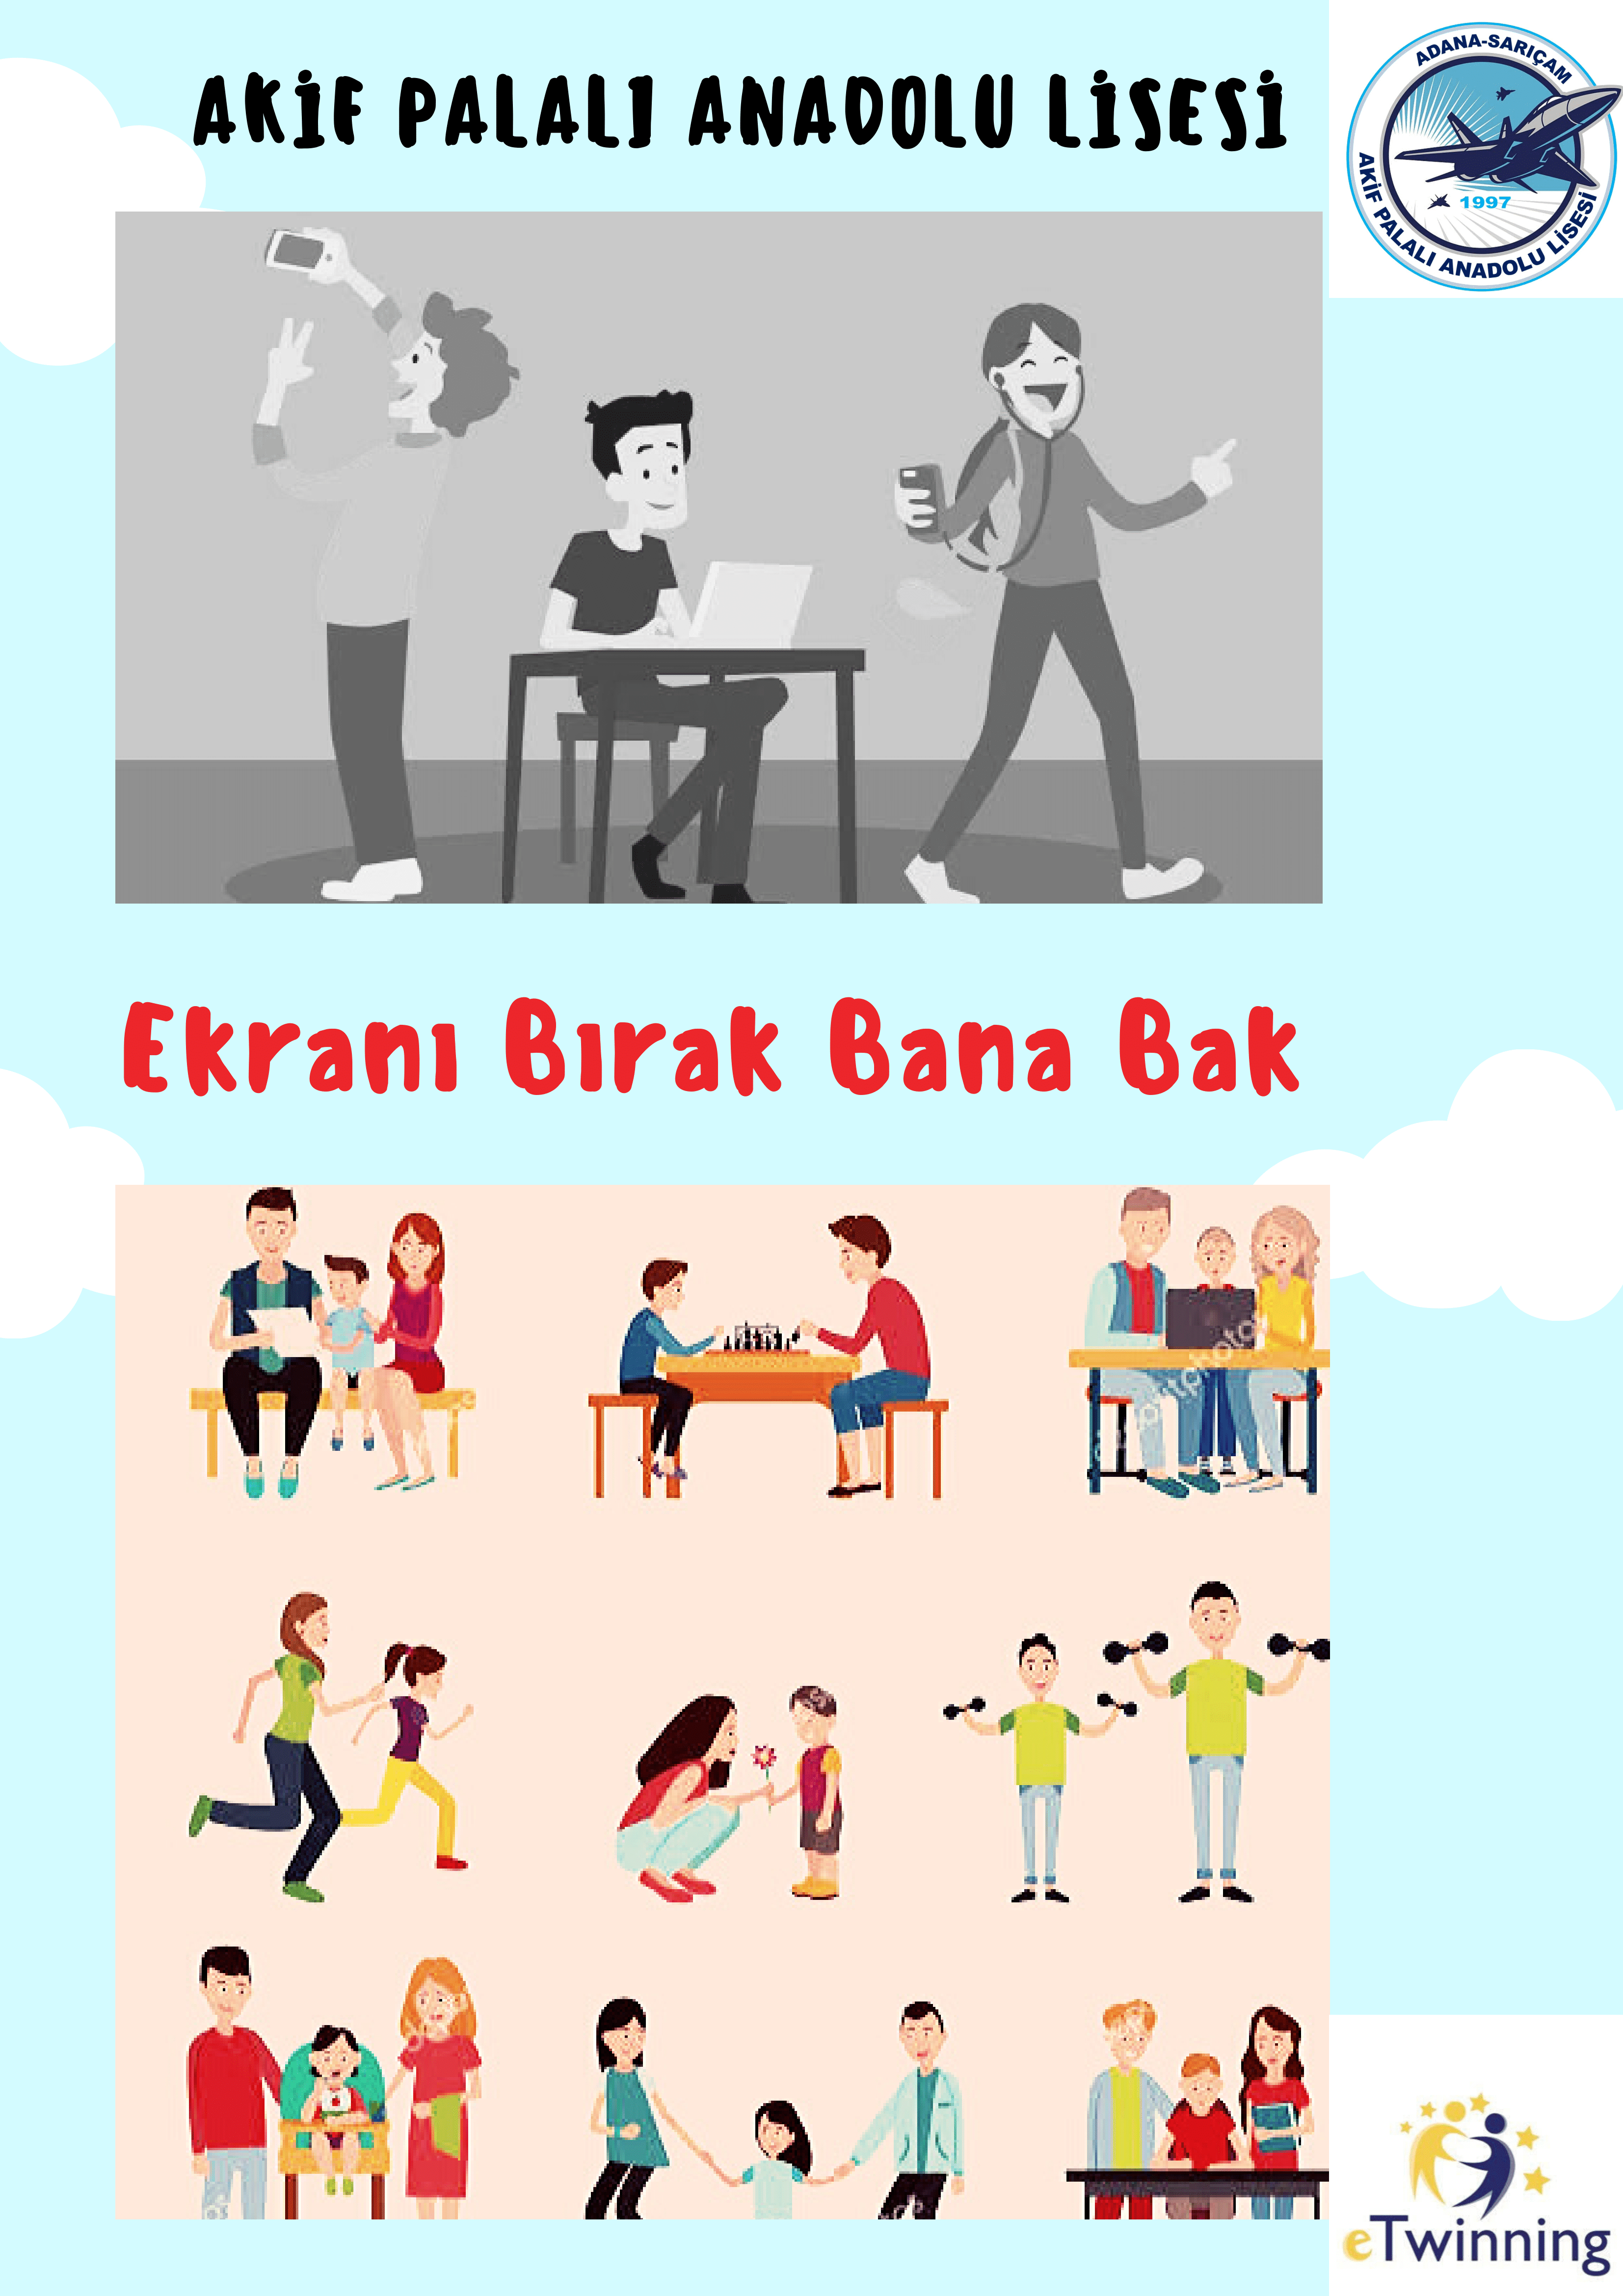 AKİF PALALI ANADOLU LİSESİ
ADANA-SARIÇAM
1997
AKİF PALALI ANADOLU LİSESİ
Ekranı Bırak Bana Bak
eTwinning